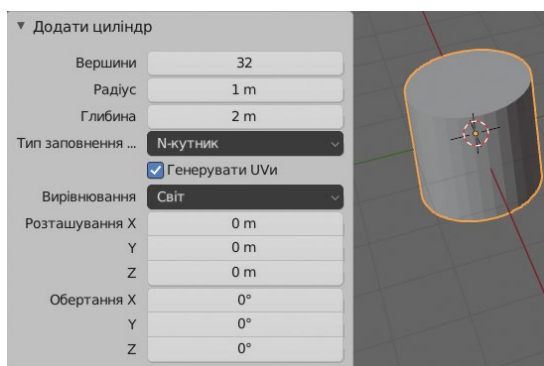 Додати циліндр
Вершини 32
Радіус 1 m
Глибина 2 m
Тип заповнення ... N-кутник
Генерувати UVи
Вирівнювання Світ
Розташування X 0 m
Y 0 m
Z 0 m
Обертання X 0°
Y 0°
Z 0°